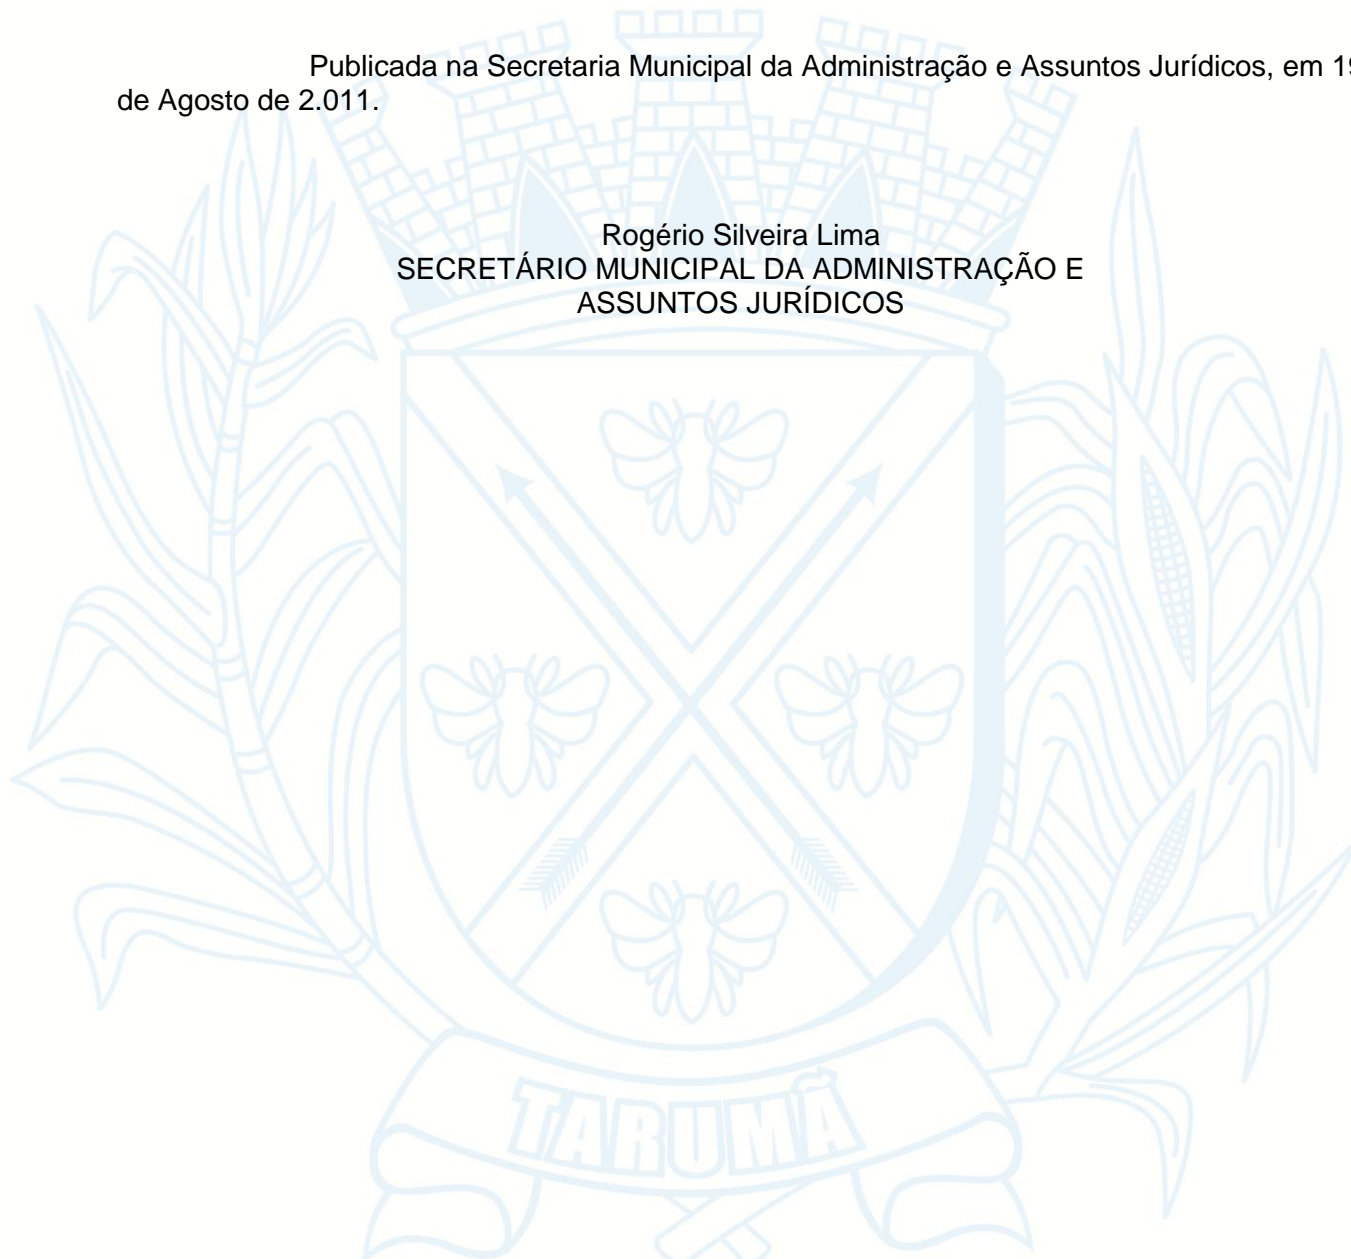 Publicada na Secretaria Municipal da Administração e Assuntos Jurídicos, em 19
de Agosto de 2.011.
Rogério Silveira Lima
SECRETÁRIO MUNICIPAL DA ADMINISTRAÇÃO E
ASSUNTOS JURÍDICOS
TARUMÃ